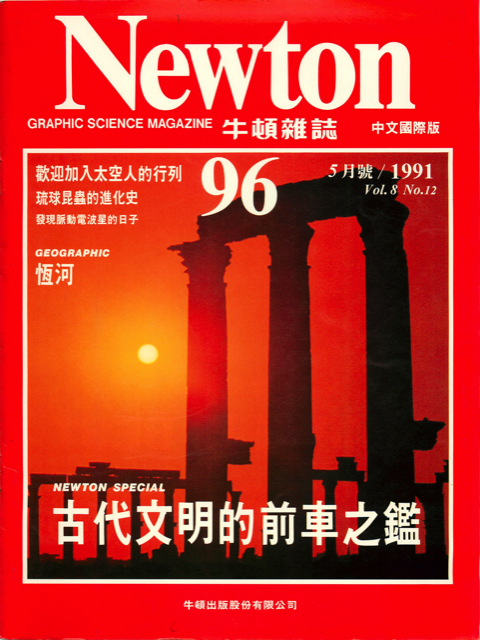 Newton
GRAPHIC SCIENCE MAGAZINE 牛頓雜誌 中文國際版
歡迎加入太空人的行列
琉球昆蟲的進化史
發現脈動電波星的日子
96
5月號/1991
Vol. 8 No.12
GEOGRAPHIC
恆河
NEWTON SPECIAL
古代文明的前車之鑑
牛頓出版股份有限公司